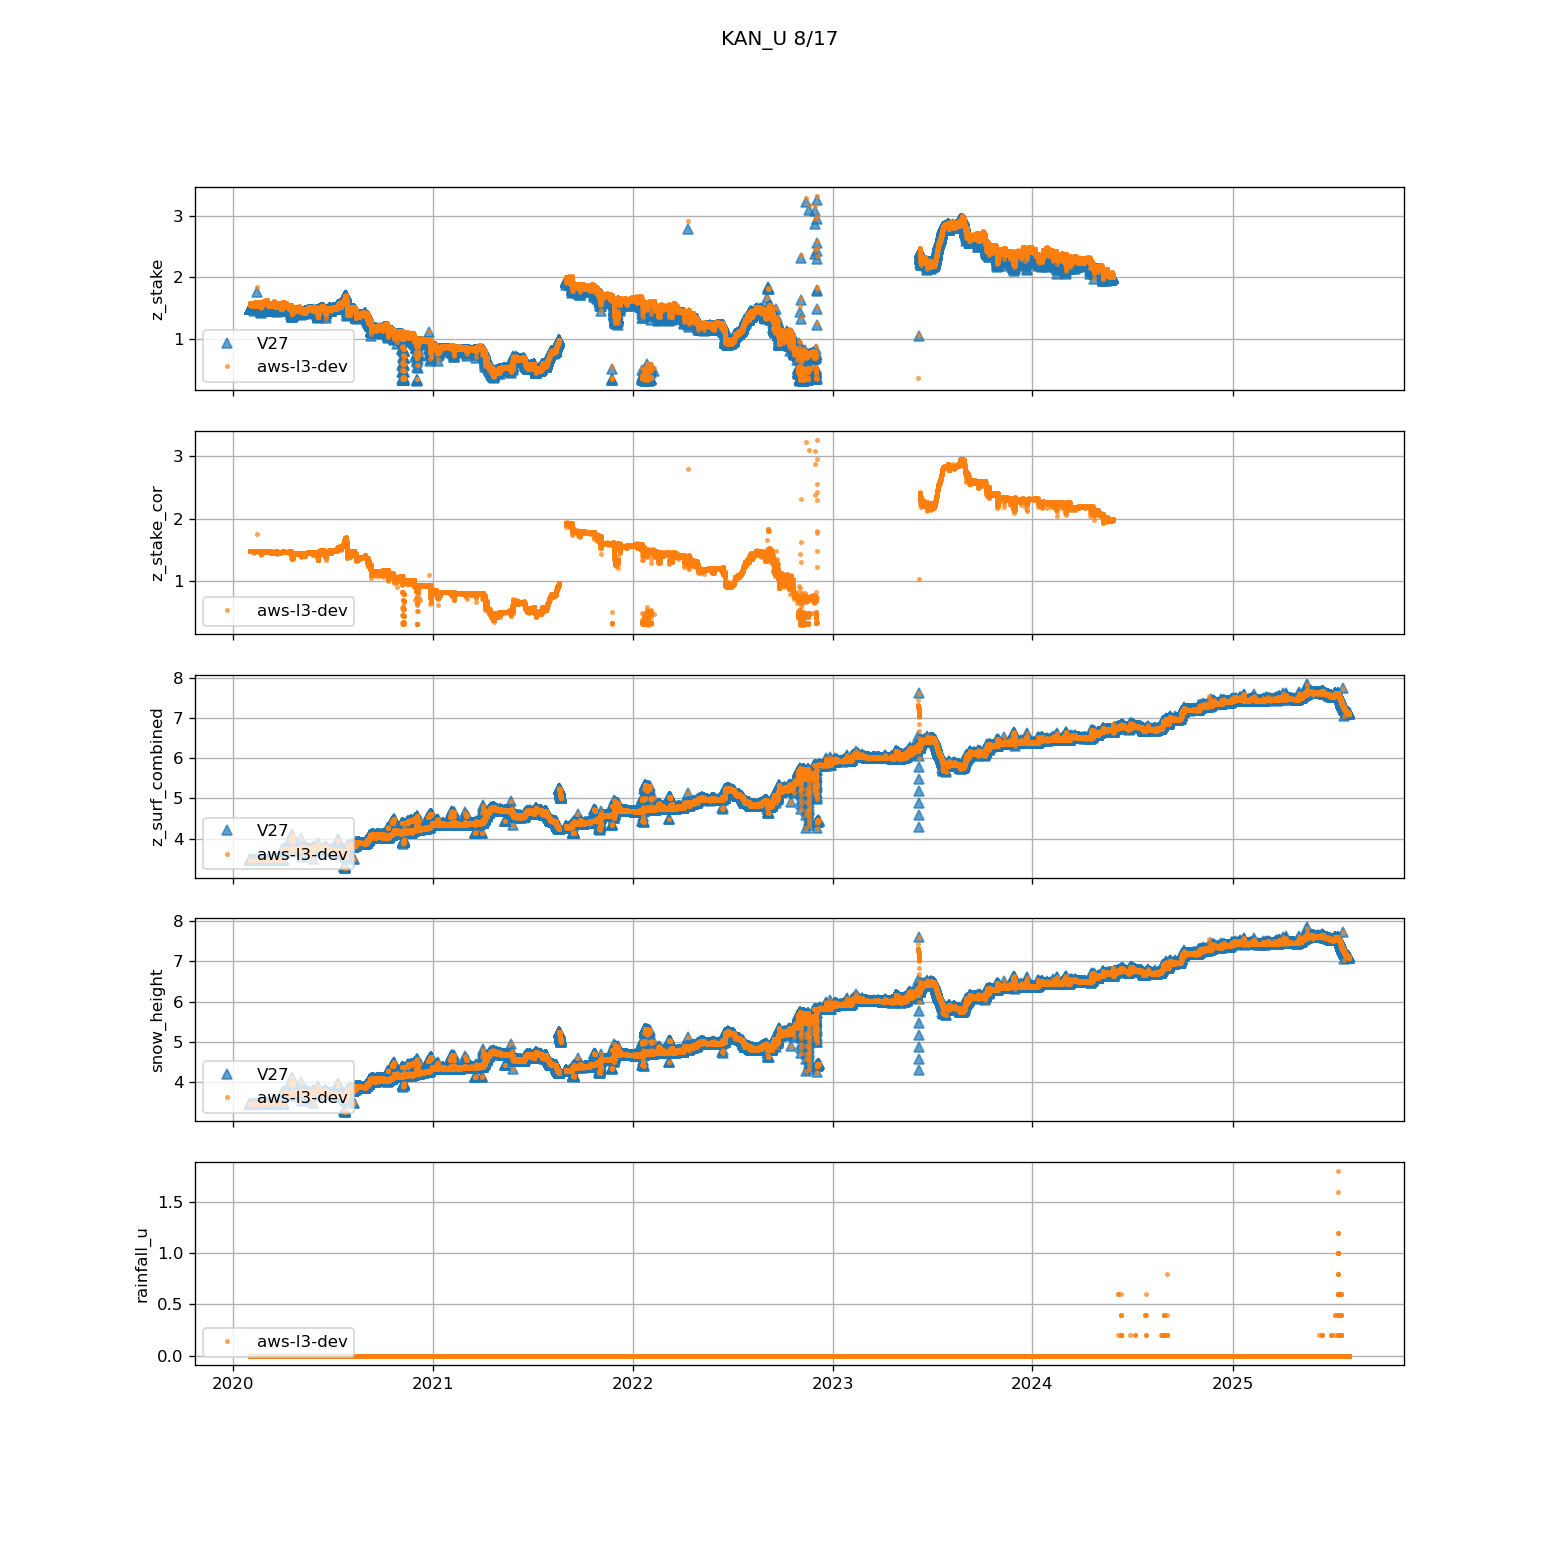 KAN_U 8/17
z_stake
3
2
1
V27
aws-l3-dev
z_stake_cor
3
2
1
aws-l3-dev
z_surf_combined
8
7
6
5
4
V27
aws-l3-dev
snow_height
8
7
6
5
4
V27
aws-l3-dev
rainfall_u
1.5
1.0
0.5
0.0
aws-l3-dev
2020 2021 2022 2023 2024 2025